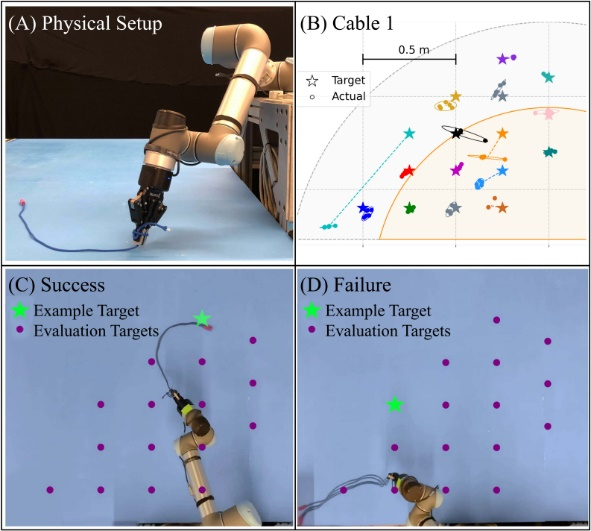 (A) Physical Setup
(B) Cable 1
0.5 m
Target
Actual
(C) Success
Example Target
Evaluation Targets
(D) Failure
Example Target
Evaluation Targets